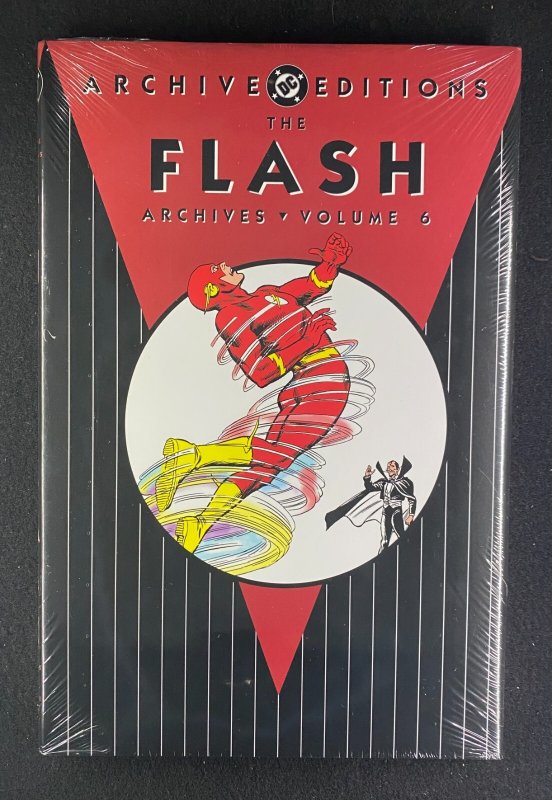 ARCHIVE DC EDITIONS
THE
FLASH
ARCHIVES ▾ VOLUME 6